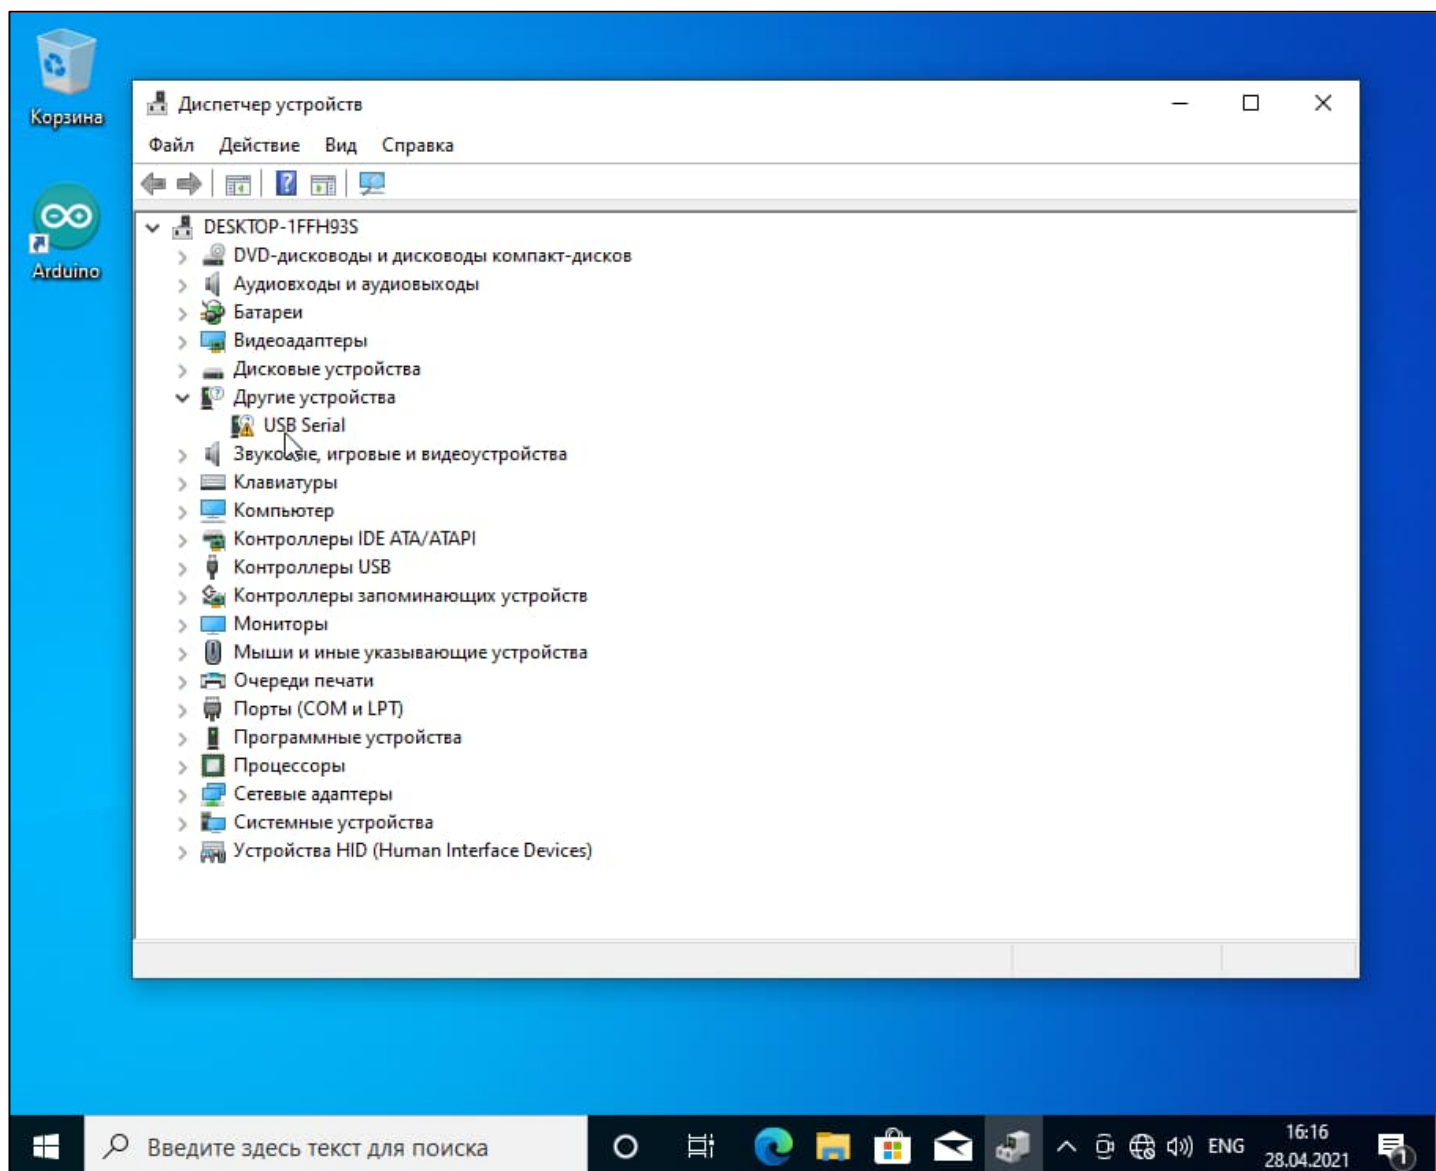 Корзина
Arduino
Диспетчер устройств
Файл Действие Вид Справка
DESKTOP-1FFH93S
DVD-дисководы и дисководы компакт-дисков
Аудиовходы и аудиовыходы
Батареи
Видеоадаптеры
Дисковые устройства
Другие устройства
USB Serial
Звуковые, игровые и видеоустройства
Клавиатуры
Компьютер
Контроллеры IDE ATA/ATAPI
Контроллеры USB
Контроллеры запоминающих устройств
Мониторы
Мыши и иные указывающие устройства
Очереди печати
Порты (COM и LPT)
Программные устройства
Процессоры
Сетевые адаптеры
Системные устройства
Устройства HID (Human Interface Devices)
Введите здесь текст для поиска
ENG
16:16
28.04.2021
1